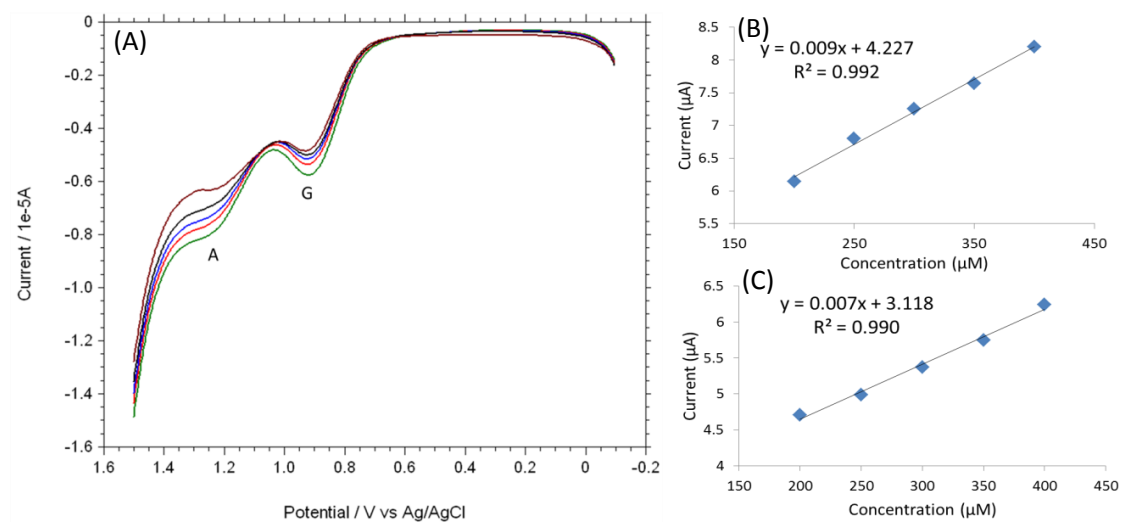 (A)
0
-0.2
-0.4
-0.6
-0.8
-1.0
-1.2
-1.4
-1.6
Current / 1e-5A
A
G
1.6 1.4 1.2 1.0 0.8 0.6 0.4 0.2 0 -0.2
Potential / V vs Ag/AgCl
(B)
y = 0.009x + 4.227
R² = 0.992
8.5
8
7.5
7
6.5
6
5.5
Current (µA)
150 250 350 450
Concentration (µM)
(C)
y = 0.007x + 3.118
R² = 0.990
6.5
6
5.5
5
4.5
4
Current (µA)
150 200 250 300 350 400 450
Concentration (µM)